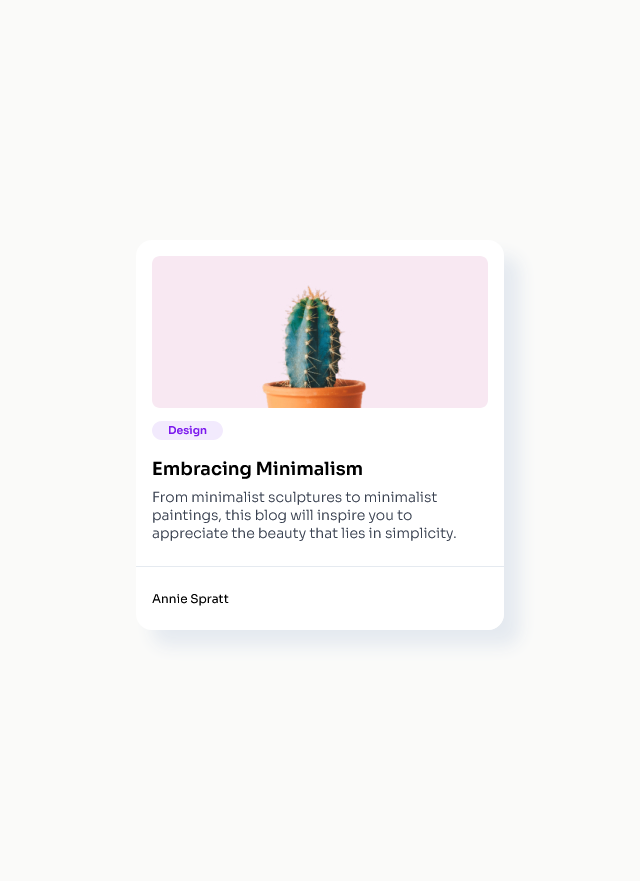 Design
Embracing Minimalism
From minimalist sculptures to minimalist
paintings, this blog will inspire you to
appreciate the beauty that lies in simplicity.
Annie Spratt